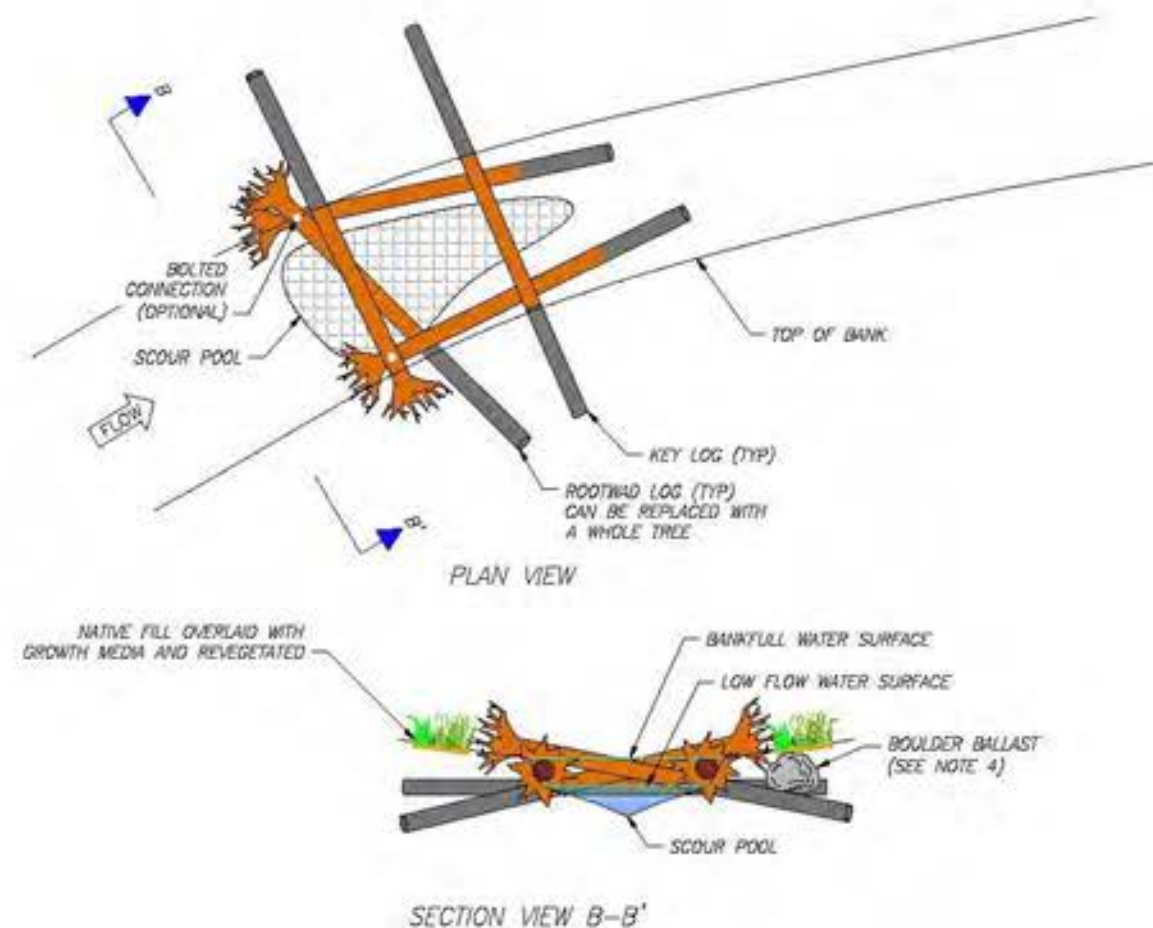 B
BOLTED
CONNECTION
(OPTIONAL)
SCOUR POOL
FLOW
TOP OF BANK
KEY LOG (TYP)
ROOTWAD LOG (TYP)
CAN BE REPLACED WITH
A WHOLE TREE
B'
PLAN VIEW
NATIVE FILL OVERLAID WITH
GROWTH MEDIA AND REVEGETATED
BANKFULL WATER SURFACE
LOW FLOW WATER SURFACE
BOULDER BALLAST
(SEE NOTE 4)
SCOUR POOL
SECTION VIEW B-B'